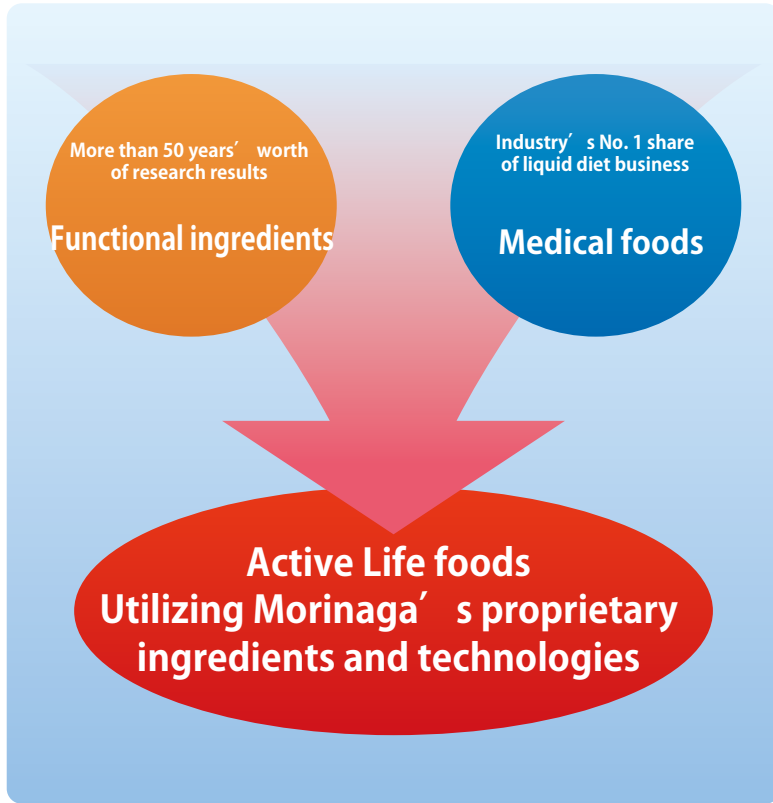 More than 50 years´ worth
of research results
Functional ingredients
Industry´ s No. 1 share
of liquid diet business
Medical foods
Active Life foods
Utilizing Morinaga´ s proprietary
ingredients and technologies